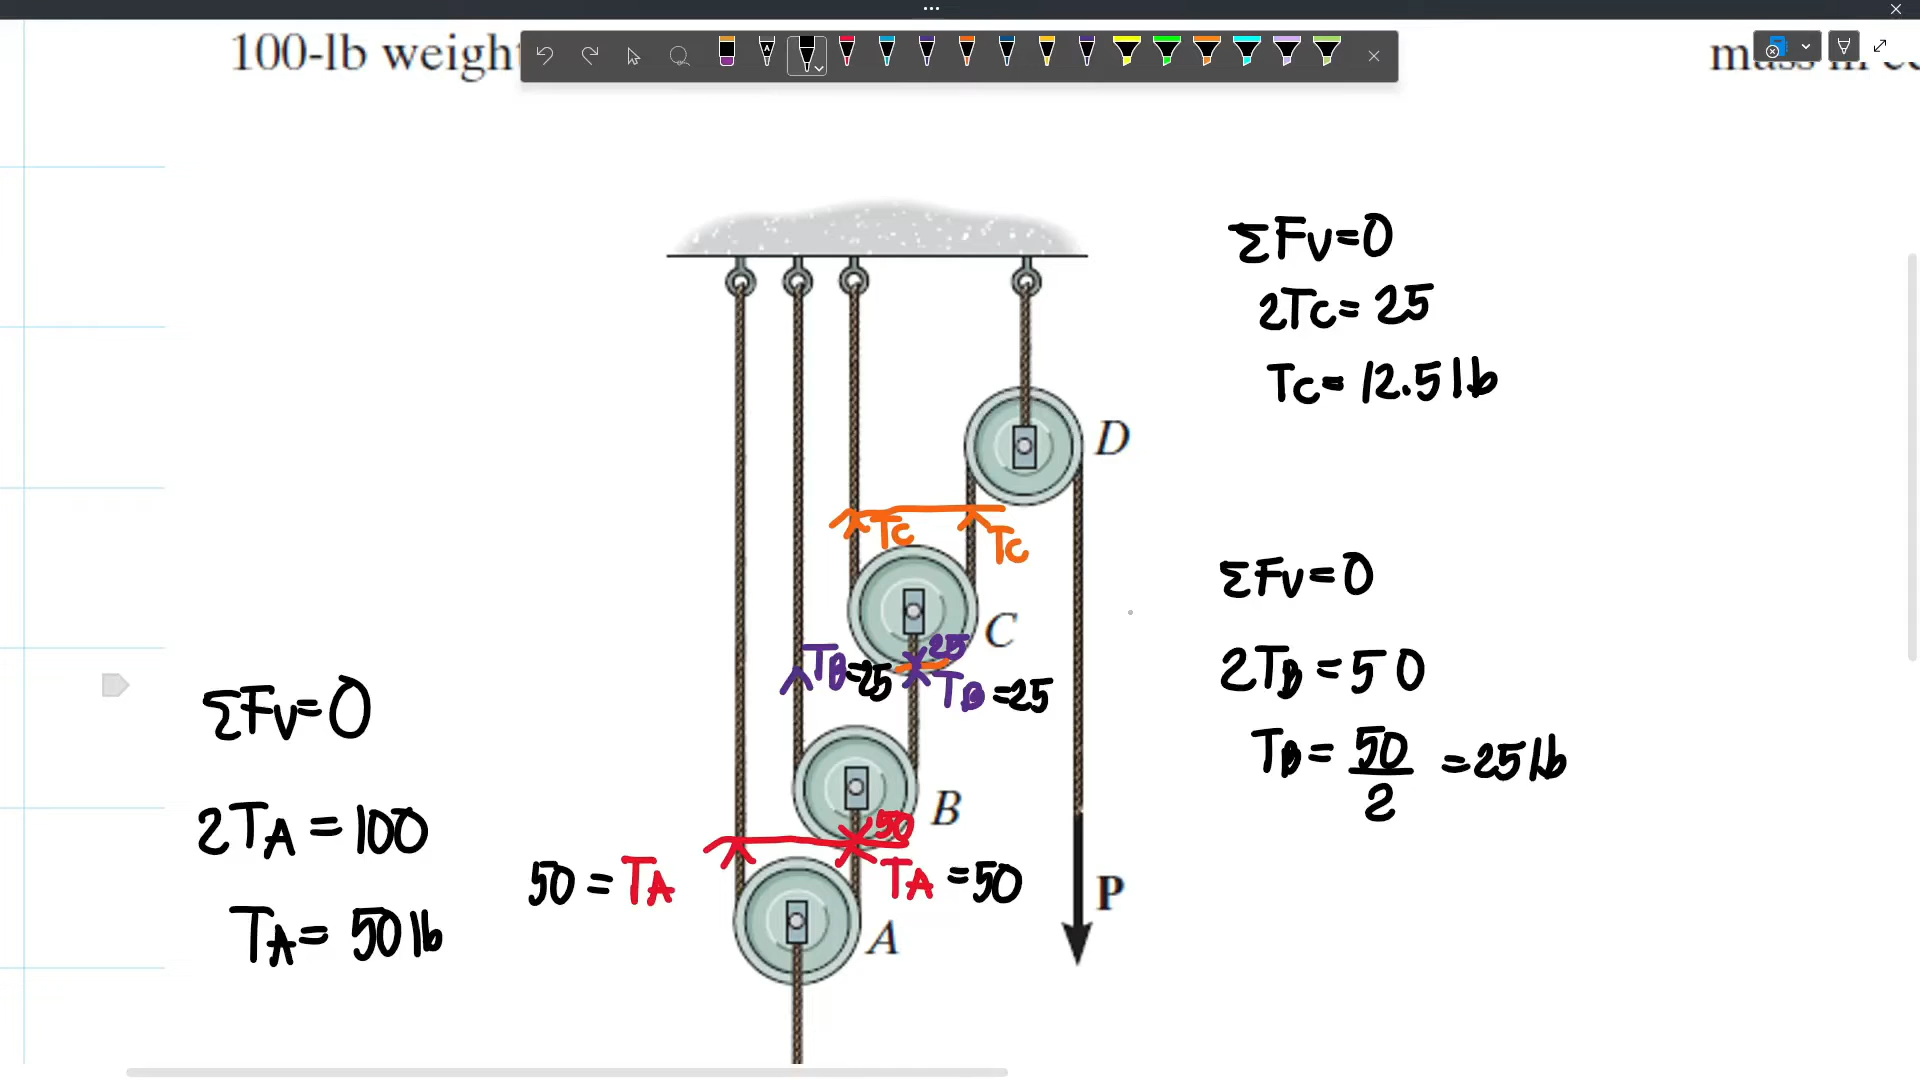 100-lb weight
ΣFv=0
2Tc= 25
Tc= 12.5 lb
D
Tc
Tc
ΣFv=0
C
25
TB=25
TB=25
2TB=50
ΣFv=0
TB= 50/2 =25 lb
B
50
2TA=100
50=TA
TA=50
P
TA= 50 lb
A